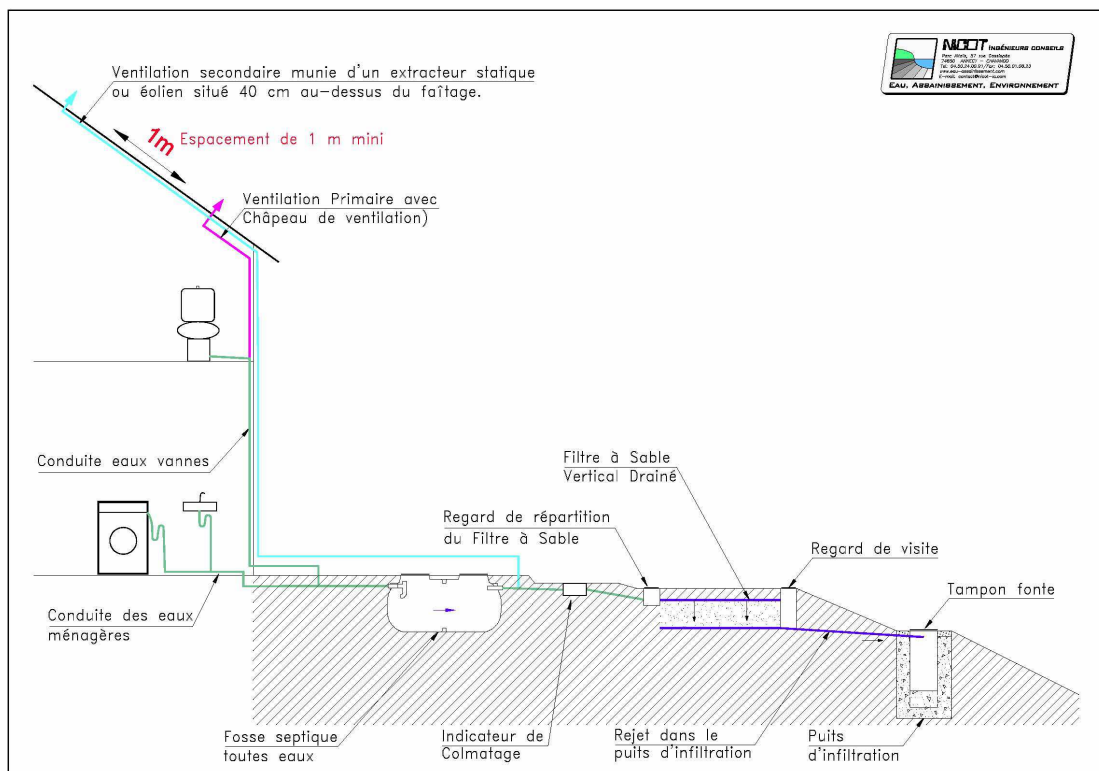 NICOT INGÉNIEURS CONSEILS
EAU, ASSAINISSEMENT, ENVIRONNEMENT
Ventilation secondaire munie d'un extracteur statique
ou éolien situé 40 cm au-dessus du faîtage.
1m Espacement de 1 m mini
Ventilation Primaire avec
Châpeau de ventilation)
Conduite eaux vannes
Filtre à Sable
Vertical Drainé
Regard de répartition
du Filtre à Sable
Regard de visite
Tampon fonte
Conduite des eaux
ménagères
Fosse septique
toutes eaux
Indicateur de
Colmatage
Rejet dans le
puits d'infiltration
Puits
d'infiltration